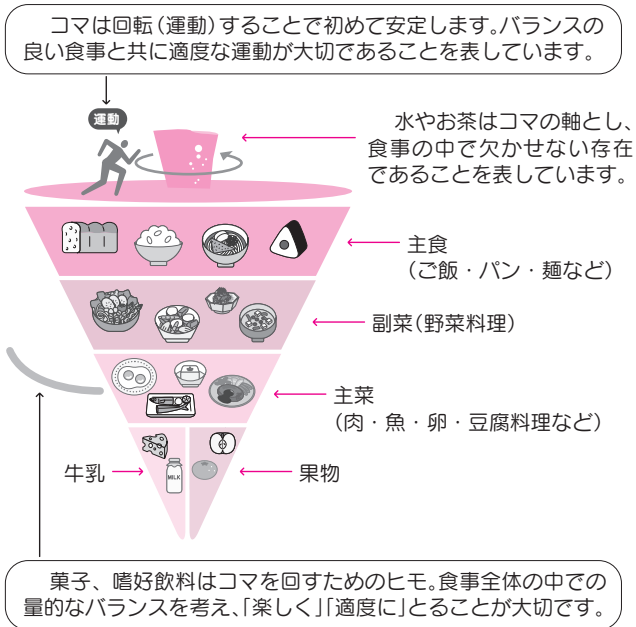 コマは回転(運動)することで初めて安定します。バランスの
良い食事と共に適度な運動が大切であることを表しています。
運動
水やお茶はコマの軸とし、
食事の中で欠かせない存在
であることを表しています。
主食
(ご飯・パン・麺など)
副菜(野菜料理)
主菜
(肉・魚・卵・豆腐料理など)
牛乳
MILK
果物
菓子、嗜好飲料はコマを回すためのヒモ。食事全体の中での
量的なバランスを考え、「楽しく」「適度に」とることが大切です。